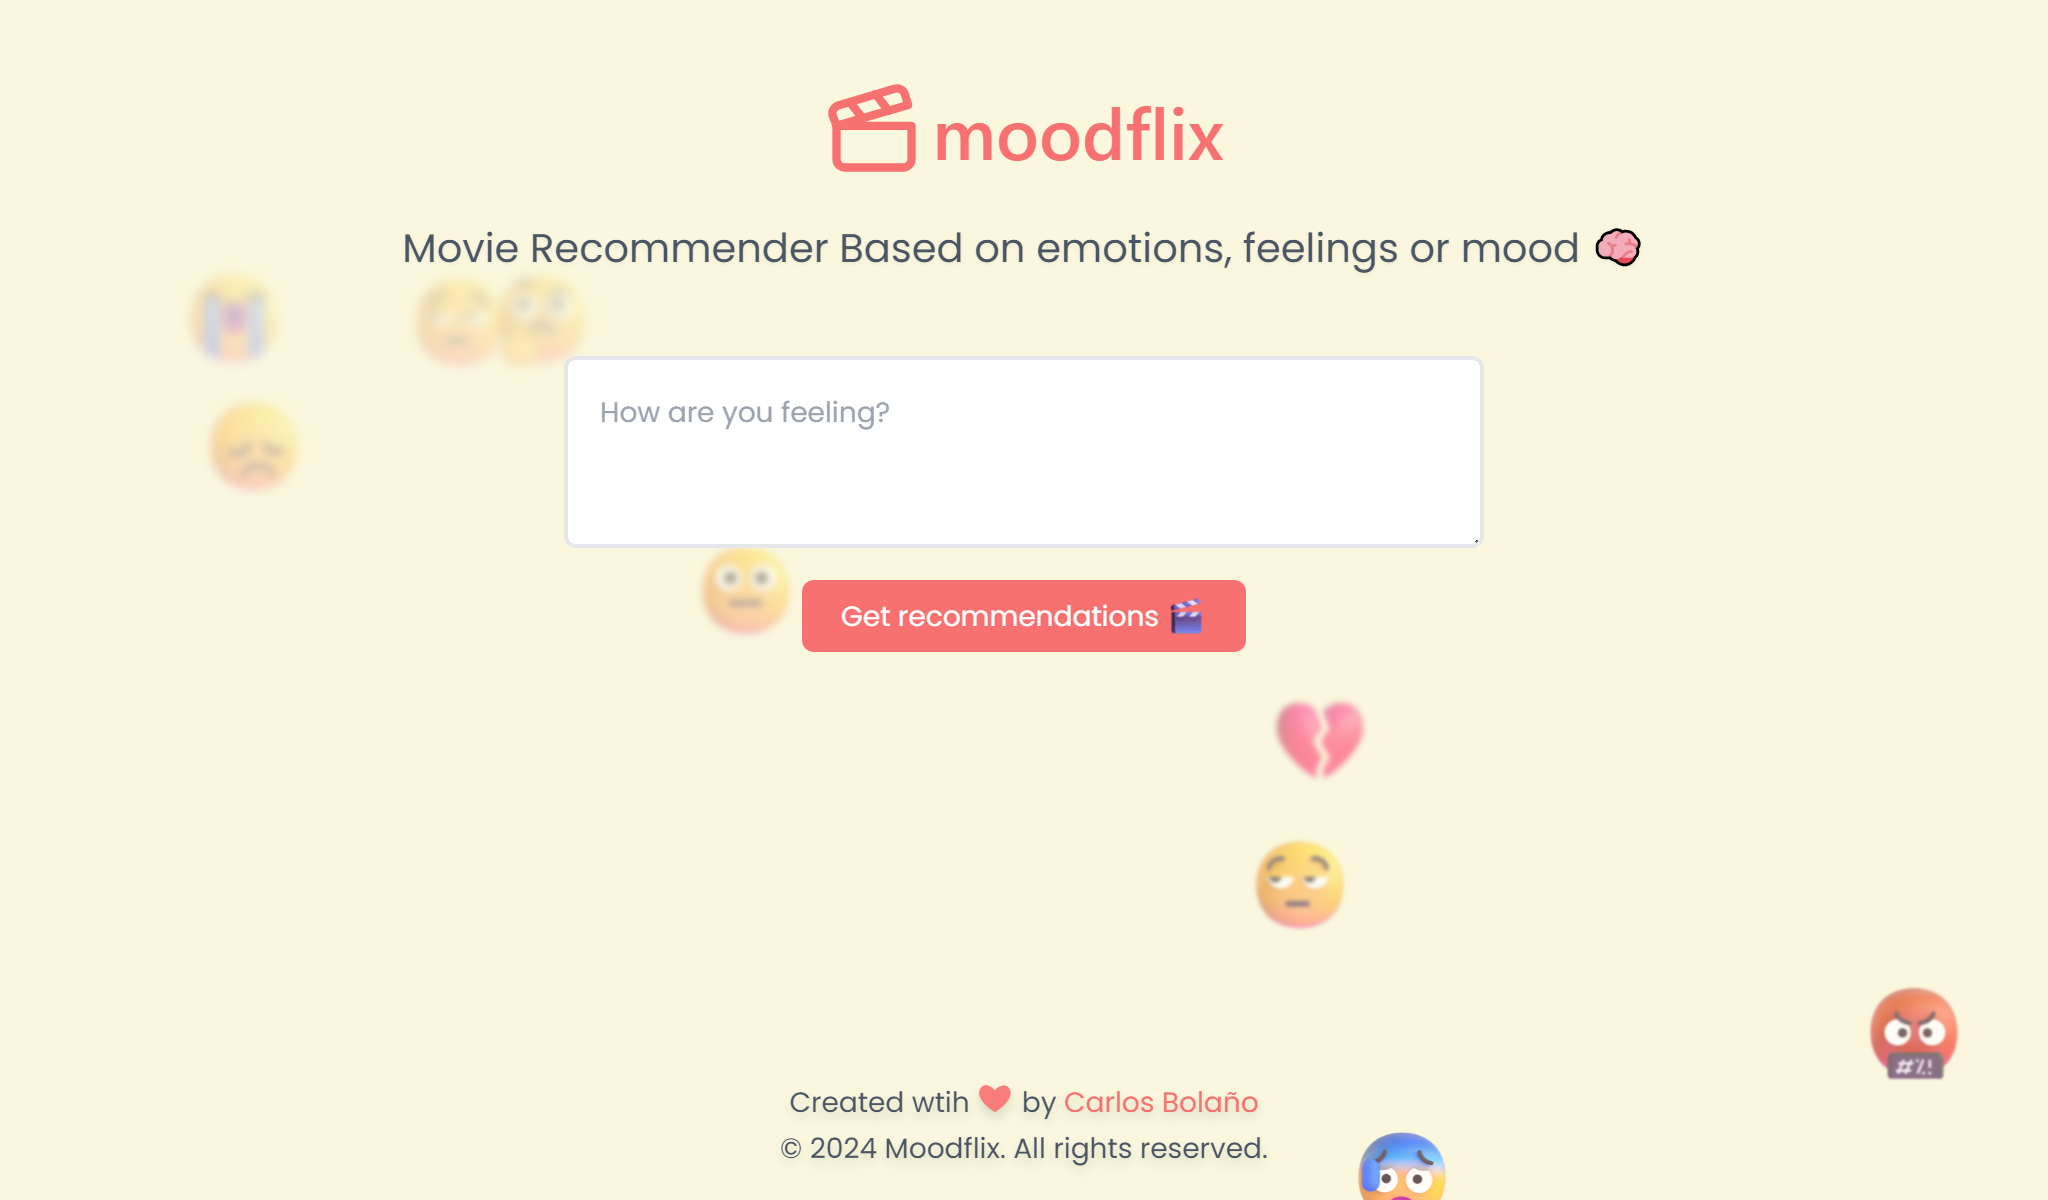 moodflix
Movie Recommender Based on emotions, feelings or mood 🧠
How are you feeling?
Get recommendations 🎬
Created wtih ❤ by Carlos Bolaño
© 2024 Moodflix. All rights reserved.
#%!